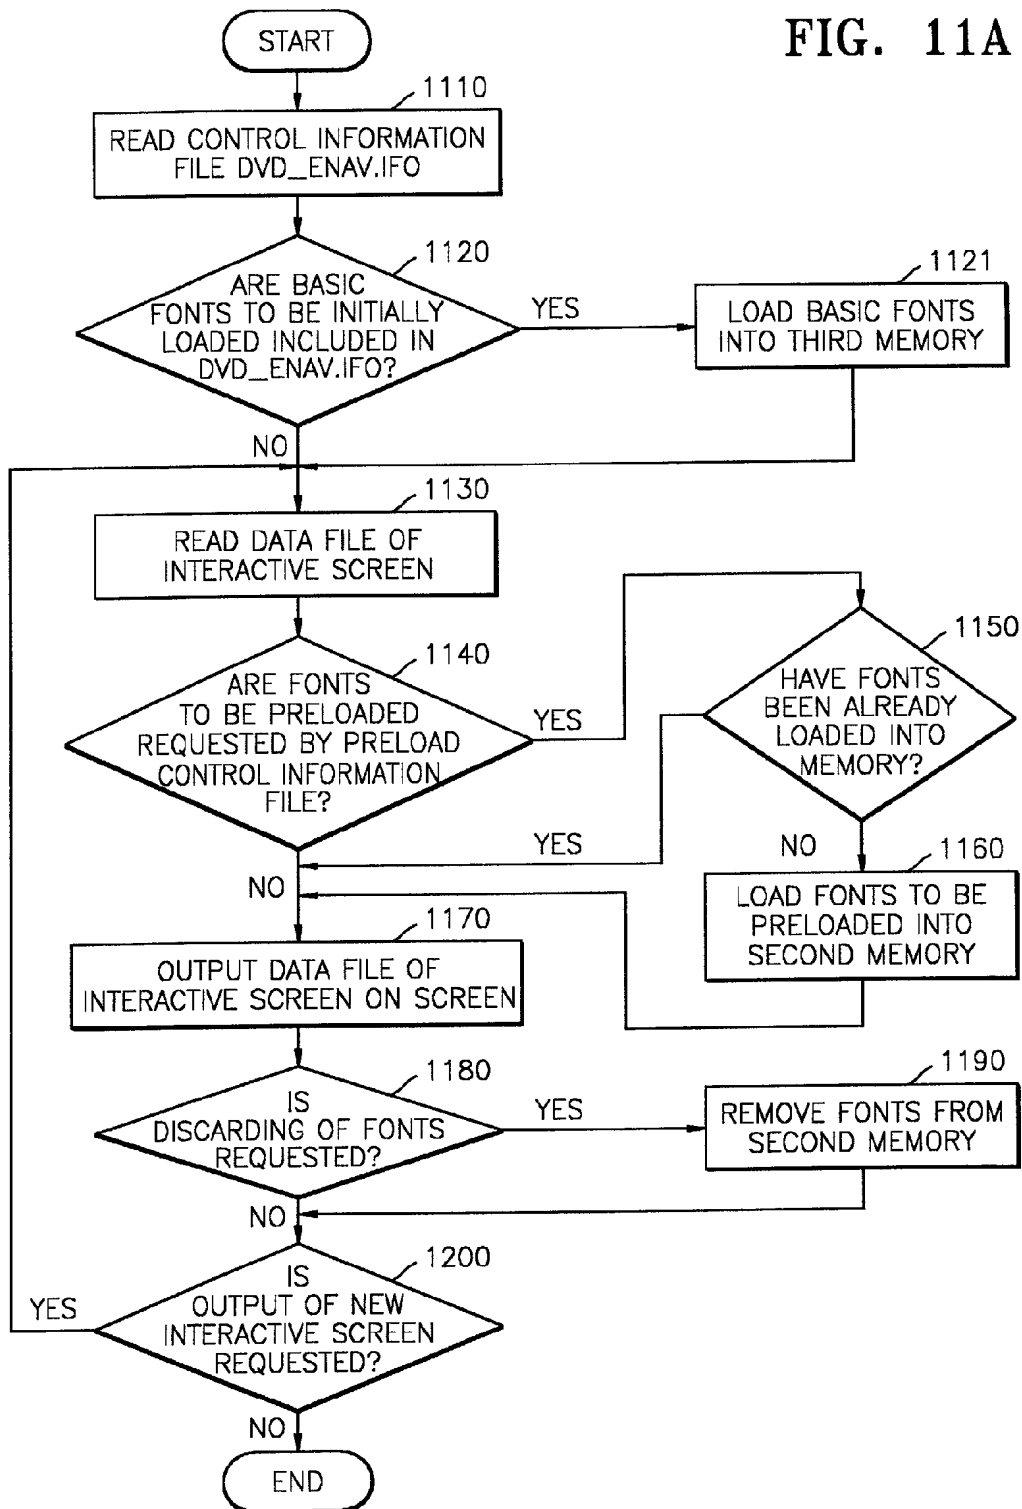 FIG. 11A
START
1110
READ CONTROL INFORMATION
FILE DVD_ENAV.IFO
1120
ARE BASIC
FONTS TO BE INITIALLY
LOADED INCLUDED IN
DVD_ENAV.IFO?
YES
1121
LOAD BASIC FONTS
INTO THIRD MEMORY
NO
1130
READ DATA FILE OF
INTERACTIVE SCREEN
1140
ARE FONTS
TO BE PRELOADED
REQUESTED BY PRELOAD
CONTROL INFORMATION
FILE?
YES
1150
HAVE FONTS
BEEN ALREADY
LOADED INTO
MEMORY?
YES
NO
NO
1160
LOAD FONTS TO BE
PRELOADED INTO
SECOND MEMORY
1170
OUTPUT DATA FILE OF
INTERACTIVE SCREEN ON SCREEN
1180
IS
DISCARDING OF FONTS
REQUESTED?
YES
1190
REMOVE FONTS FROM
SECOND MEMORY
NO
1200
IS
OUTPUT OF NEW
INTERACTIVE SCREEN
REQUESTED?
YES
NO
END